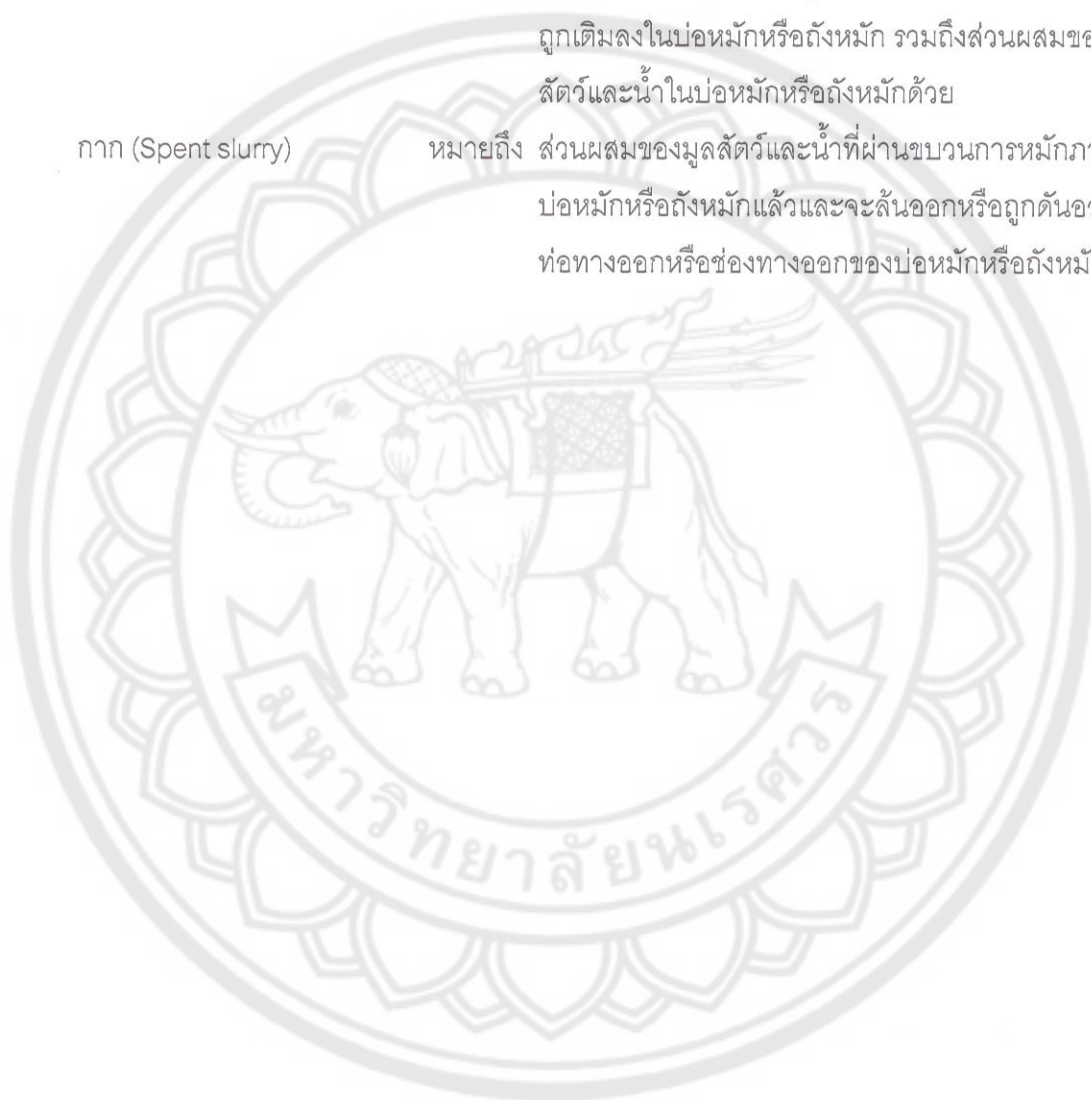 ถูกเติมลงในบ่อหมักหรือถังหมัก รวมถึงส่วนผสมขอ
สัตว์และน้ำในบ่อหมักหรือถังหมักด้วย
กาก (Spent slurry) หมายถึง ส่วนผสมของมูลสัตว์และน้ำที่ผ่านขบวนการหมักภา
บ่อหมักหรือถังหมักแล้วและจะล้นออกหรือถูกดันออ
ท่อทางออกหรือช่องทางออกของบ่อหมักหรือถังหมั
มหาวิทยาลัยนเรศวร